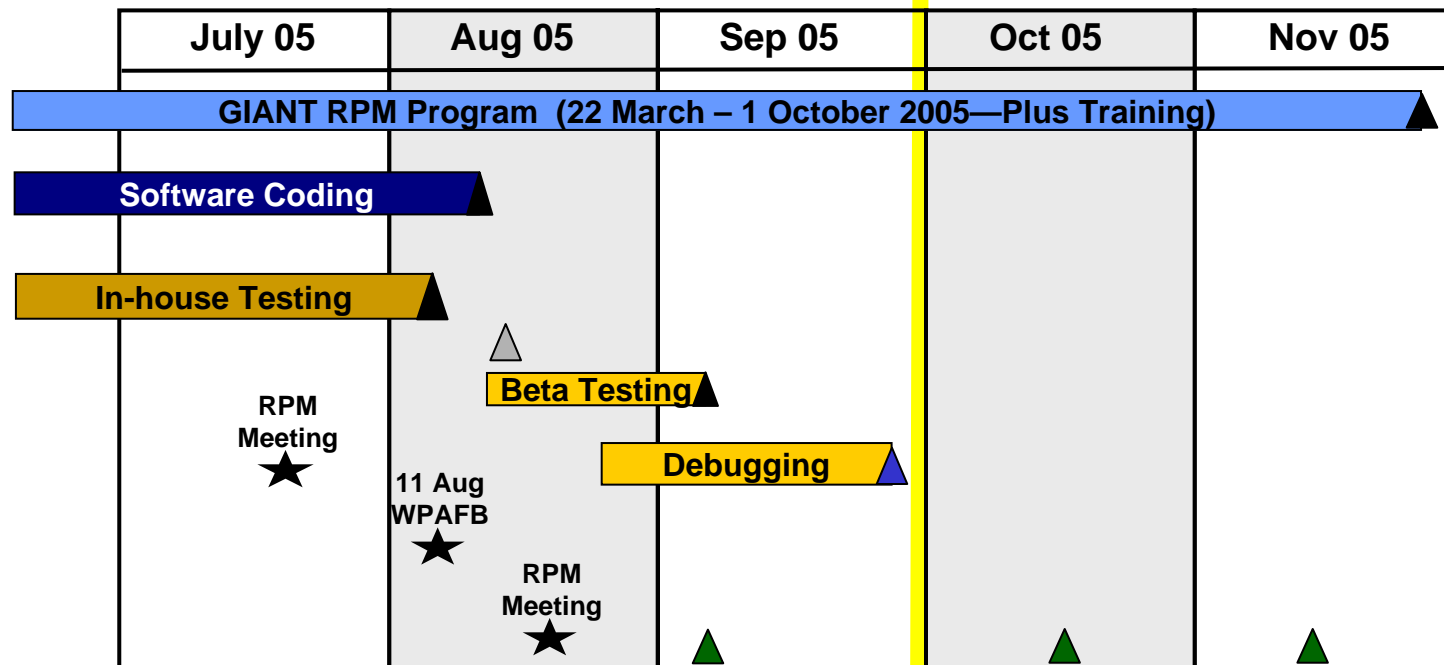 July 05
Aug 05
Sep 05
Oct 05
Nov 05
GIANT RPM Program (22 March – 1 October 2005—Plus Training)
Software Coding
In-house Testing
Beta Testing
RPM
Meeting
Debugging
11 Aug
WPAFB
RPM
Meeting